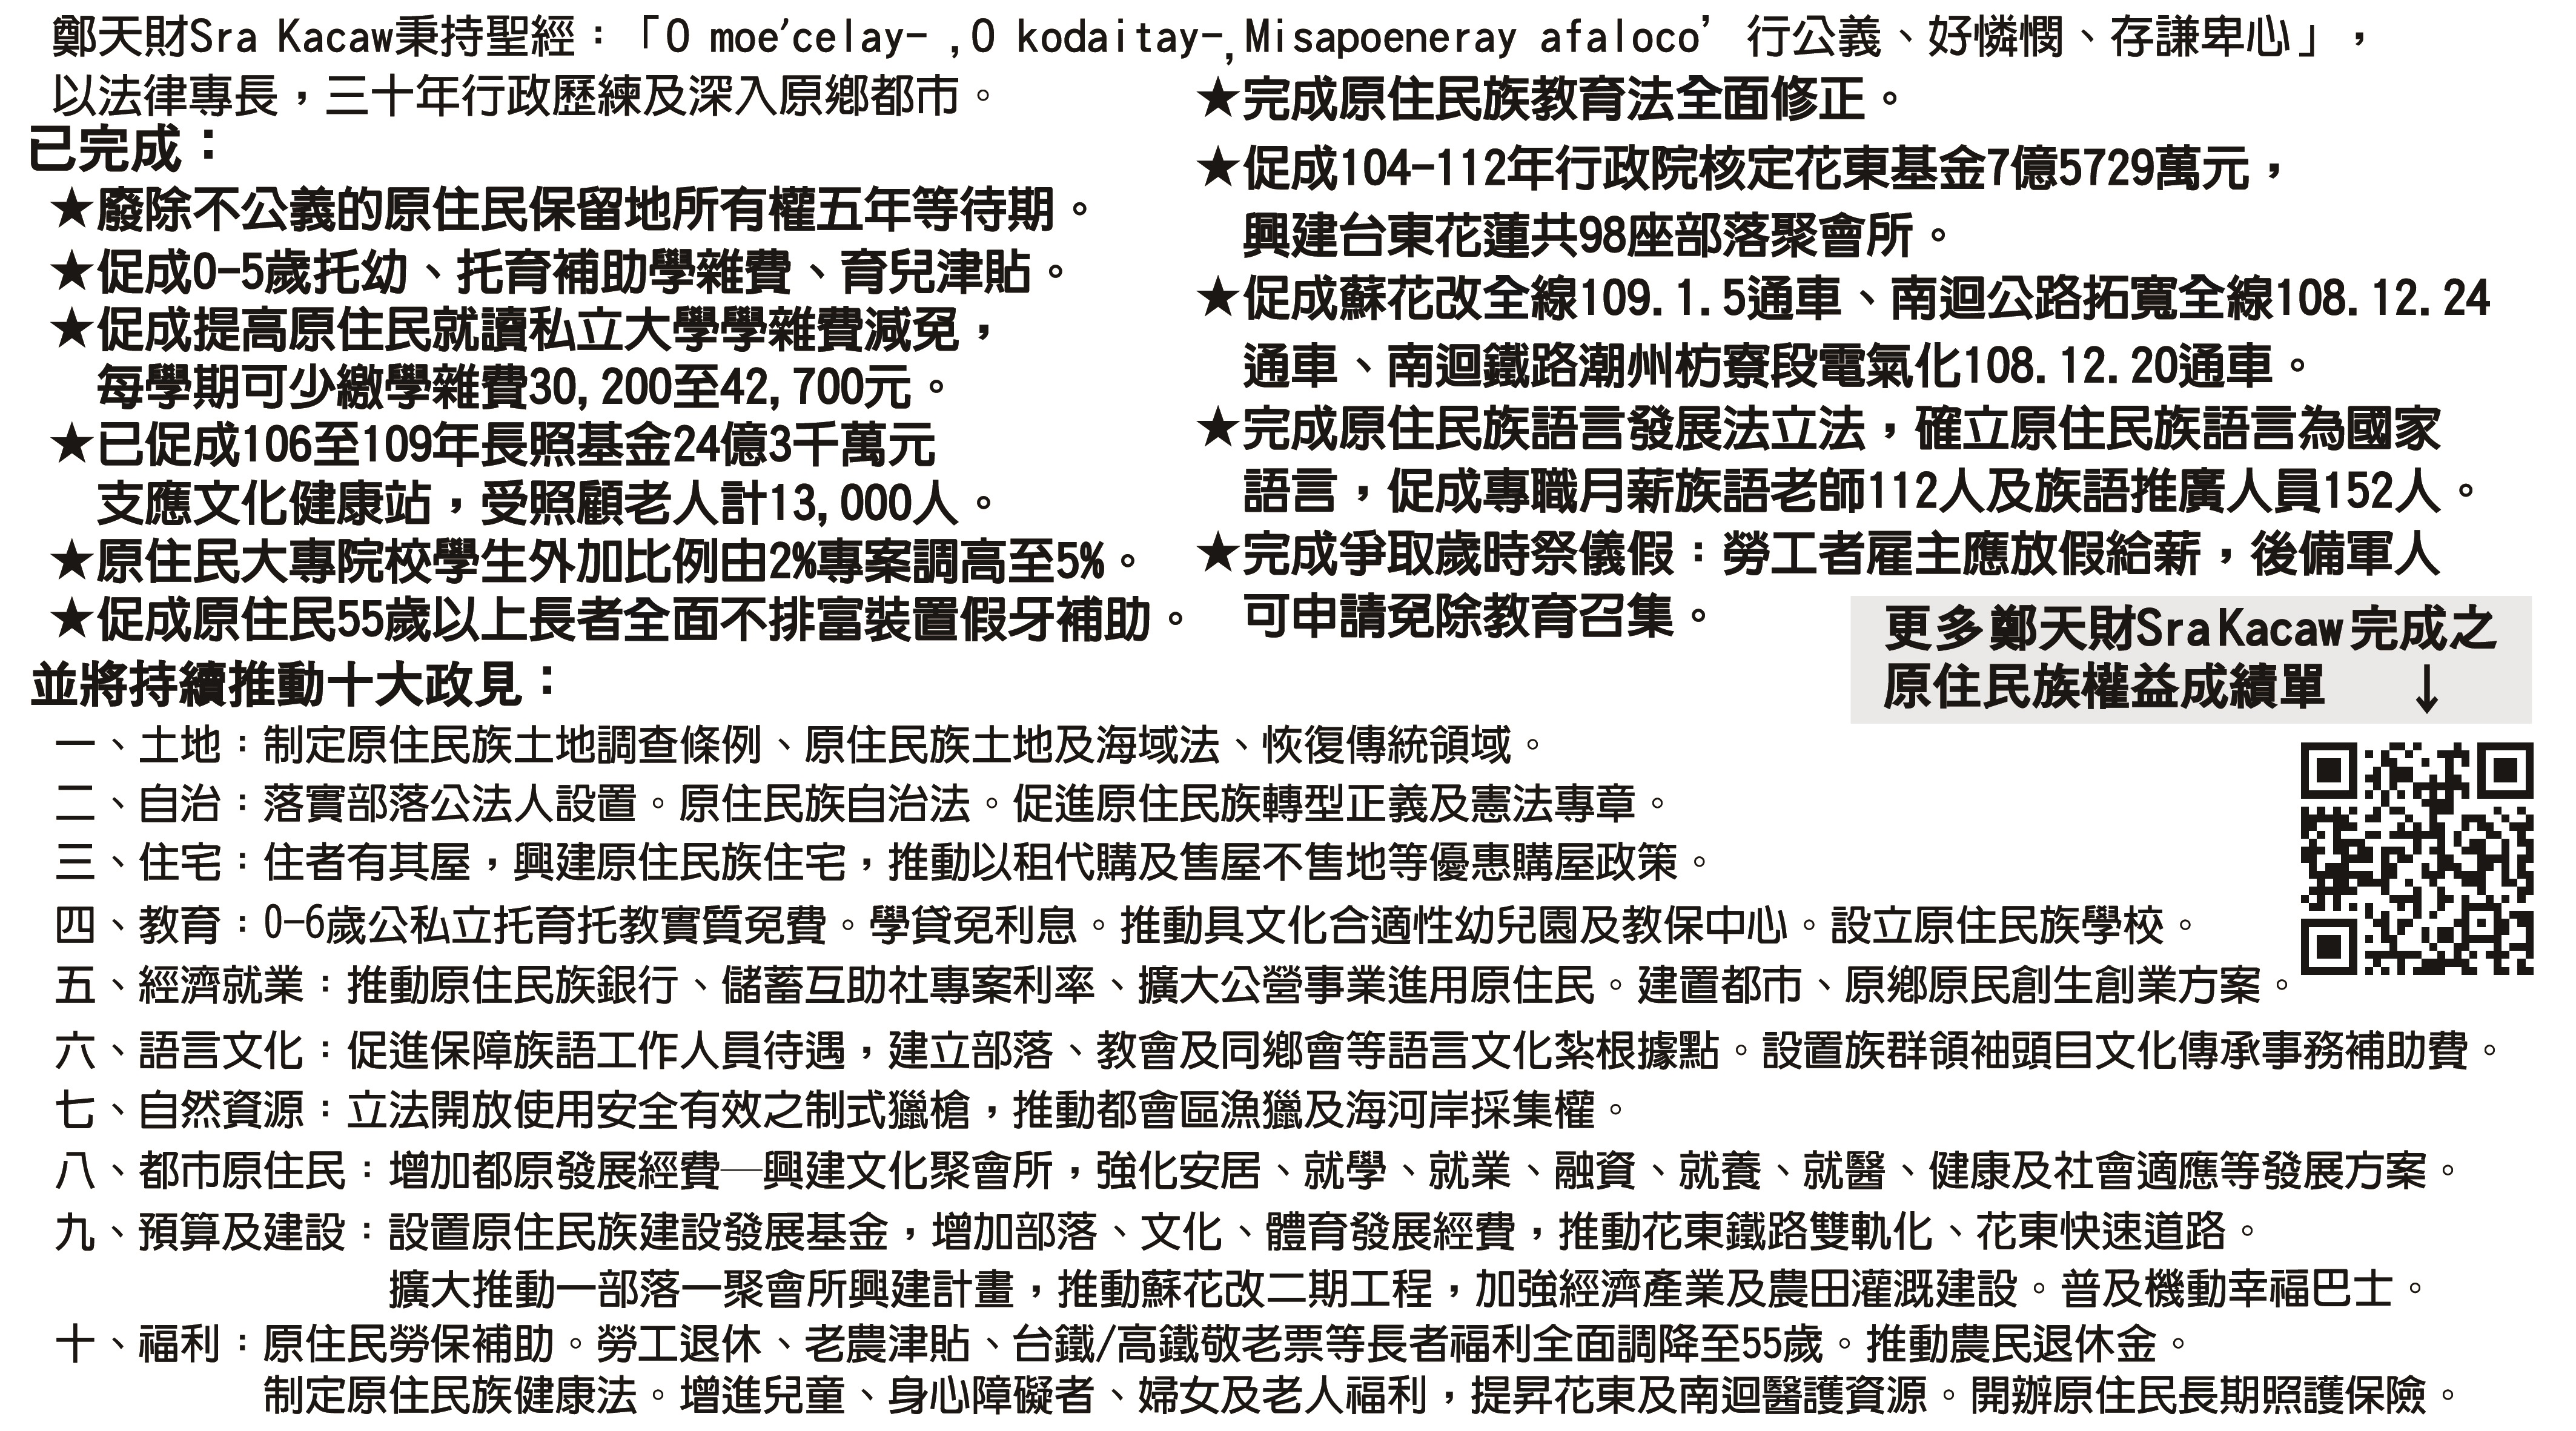 鄭天財Sra Kacaw秉持聖經：「O moe'celay- ,O kodaitay-,Misapoeneray afaloco' 行公義、好憐憫、存謙卑心」，
以法律專長，三十年行政歷練及深入原鄉都市。
已完成：
★廢除不公義的原住民保留地所有權五年等待期。
★促成0-5歲托幼、托育補助學雜費、育兒津貼。
★促成提高原住民就讀私立大學學雜費減免，
每學期可少繳學雜費30,200至42,700元。
★已促成106至109年長照基金24億3千萬元
支應文化健康站，受照顧老人計13,000人。
★原住民大專院校學生外加比例由2%專案調高至5%。
★促成原住民55歲以上長者全面不排富裝置假牙補助。
★完成原住民族教育法全面修正。
★促成104-112年行政院核定花東基金7億5729萬元，
興建台東花蓮共98座部落聚會所。
★促成蘇花改全線109.1.5通車、南迴公路拓寬全線108.12.24
通車、南迴鐵路潮州枋寮段電氣化108.12.20通車。
★完成原住民族語言發展法立法，確立原住民族語言為國家
語言，促成專職月薪族語老師112人及族語推廣人員152人。
★完成爭取歲時祭儀假：勞工者雇主應放假給薪，後備軍人
可申請免除教育召集。
更多鄭天財Sra Kacaw完成之
原住民族權益成績單 ↓
並將持續推動十大政見：
一、土地：制定原住民族土地調查條例、原住民族土地及海域法、恢復傳統領域。
二、自治：落實部落公法人設置。原住民族自治法。促進原住民族轉型正義及憲法專章。
三、住宅：住者有其屋，興建原住民族住宅，推動以租代購及售屋不售地等優惠購屋政策。
四、教育：0-6歲公私立托育托教實質免費。學貸免利息。推動具文化合適性幼兒園及教保中心。設立原住民族學校。
五、經濟就業：推動原住民族銀行、儲蓄互助社專案利率、擴大公營事業進用原住民。建置都市、原鄉原民創生創業方案。
六、語言文化：促進保障族語工作人員待遇，建立部落、教會及同鄉會等語言文化紮根據點。設置族群領袖頭目文化傳承事務補助費。
七、自然資源：立法開放使用安全有效之制式獵槍，推動都會區漁獵及海河岸採集權。
八、都市原住民：增加都原發展經費—興建文化聚會所，強化安居、就學、就業、融資、就養、就醫、健康及社會適應等發展方案。
九、預算及建設：設置原住民族建設發展基金，增加部落、文化、體育發展經費，推動花東鐵路雙軌化、花東快速道路。
擴大推動一部落一聚會所興建計畫，推動蘇花改二期工程，加強經濟產業及農田灌溉建設。普及機動幸福巴士。
十、福利：原住民勞保補助。勞工退休、老農津貼、台鐵/高鐵敬老票等長者福利全面調降至55歲。推動農民退休金。
制定原住民族健康法。增進兒童、身心障礙者、婦女及老人福利，提昇花東及南迴醫護資源。開辦原住民長期照護保險。